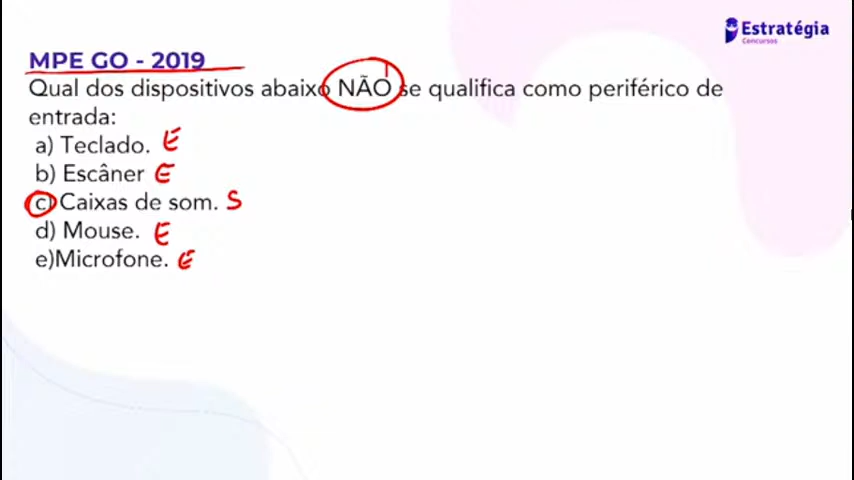 Estratégia
Concursos
MPE GO - 2019
Qual dos dispositivos abaixo NÃO se qualifica como periférico de
entrada:
a) Teclado. E
b) Escâner E
c) Caixas de som. S
d) Mouse. E
e)Microfone. E